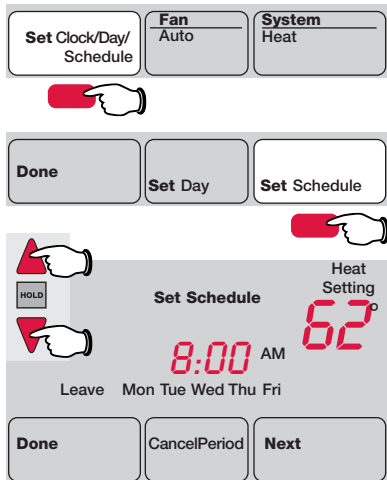 Set Clock/Day/
Schedule
Fan
Auto
System
Heat
Done
Set Day
Set Schedule
HOLD
Set Schedule
Heat
Setting
62°
8:00 AM
Leave Mon Tue Wed Thu Fri
Done
CancelPeriod
Next